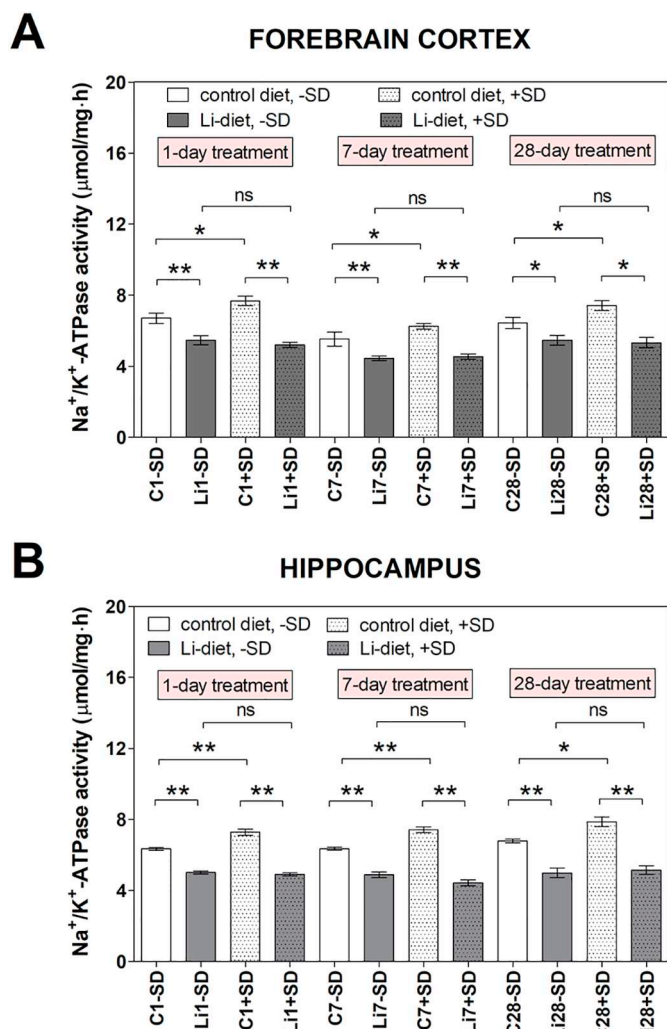 A
FOREBRAIN CORTEX
Na⁺/K⁺-ATPase activity (μmol/mg·h)
20
16
12
8
4
0
control diet, -SD
control diet, +SD
Li-diet, -SD
Li-diet, +SD
1-day treatment
7-day treatment
28-day treatment
ns
ns
ns
*
*
*
**
**
**
**
*
*
C1-SD
Li1-SD
C1+SD
Li1+SD
C7-SD
Li7-SD
C7+SD
Li7+SD
C28-SD
Li28-SD
C28+SD
Li28+SD
B
HIPPOCAMPUS
Na⁺/K⁺-ATPase activity (μmol/mg·h)
20
16
12
8
4
0
control diet, -SD
control diet, +SD
Li-diet, -SD
Li-diet, +SD
1-day treatment
7-day treatment
28-day treatment
ns
ns
ns
**
**
*
**
**
**
**
**
**
C1-SD
Li1-SD
C1+SD
Li1+SD
C7-SD
Li7-SD
C7+SD
Li7+SD
C28-SD
Li28-SD
C28+SD
Li28+SD